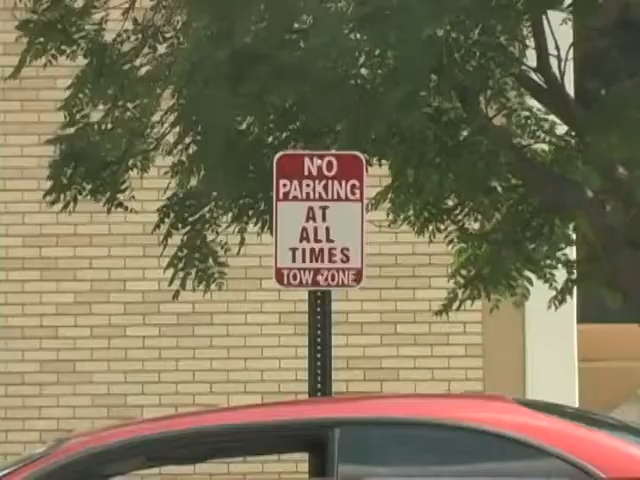 NO
PARKING
AT
ALL
TIMES
TOW ZONE